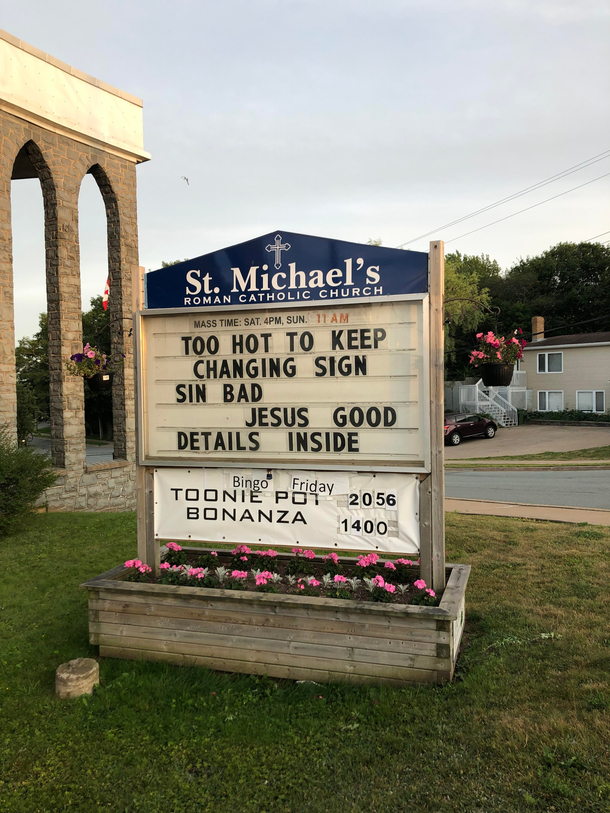 St. Michael's
ROMAN CATHOLIC CHURCH
MASS TIME: SAT. 4PM, SUN. 11 AM
TOO HOT TO KEEP
CHANGING SIGN
SIN BAD
JESUS GOOD
DETAILS INSIDE
Bingo Friday
TOONIE POT 2056
BONANZA 1400